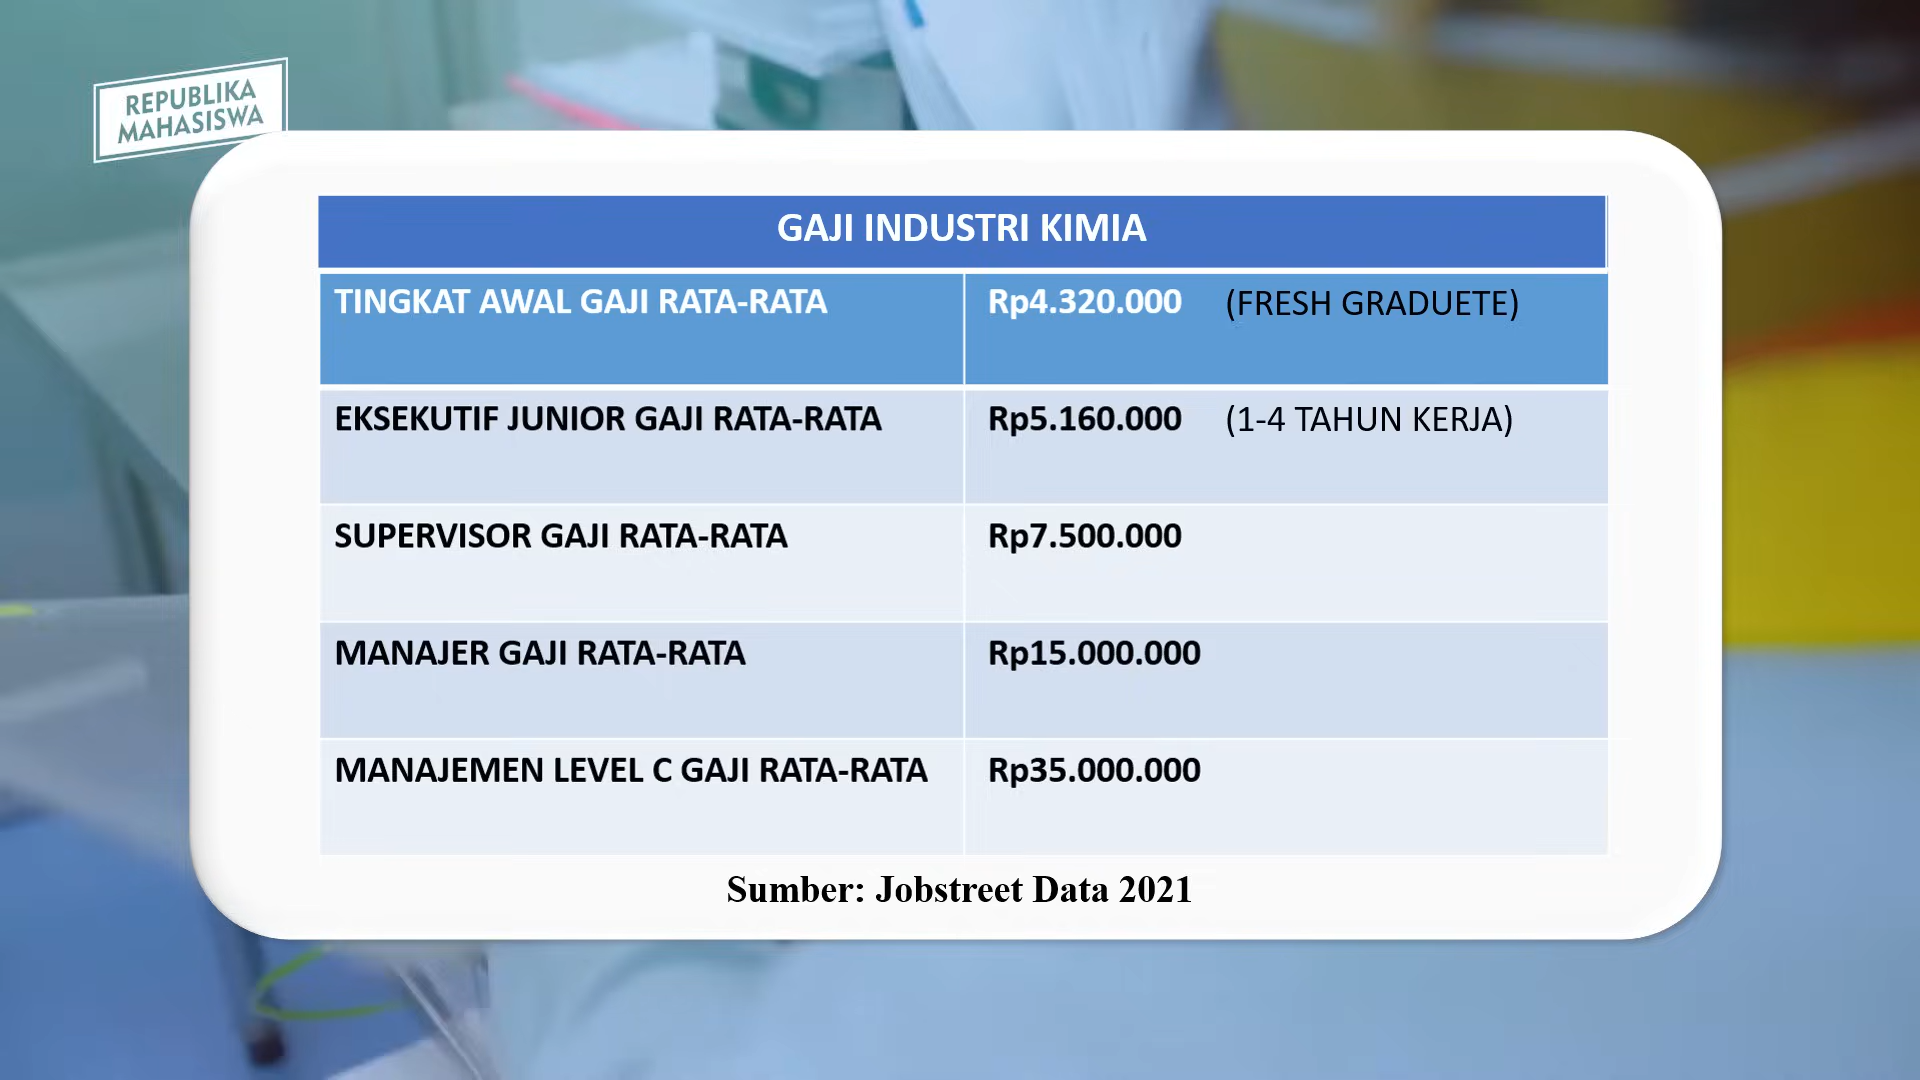 REPUBLIKA
MAHASISWA
GAJI INDUSTRI KIMIA
TINGKAT AWAL GAJI RATA-RATA Rp4.320.000 (FRESH GRADUETE)
EKSEKUTIF JUNIOR GAJI RATA-RATA Rp5.160.000 (1-4 TAHUN KERJA)
SUPERVISOR GAJI RATA-RATA Rp7.500.000
MANAJER GAJI RATA-RATA Rp15.000.000
MANAJEMEN LEVEL C GAJI RATA-RATA Rp35.000.000
Sumber: Jobstreet Data 2021